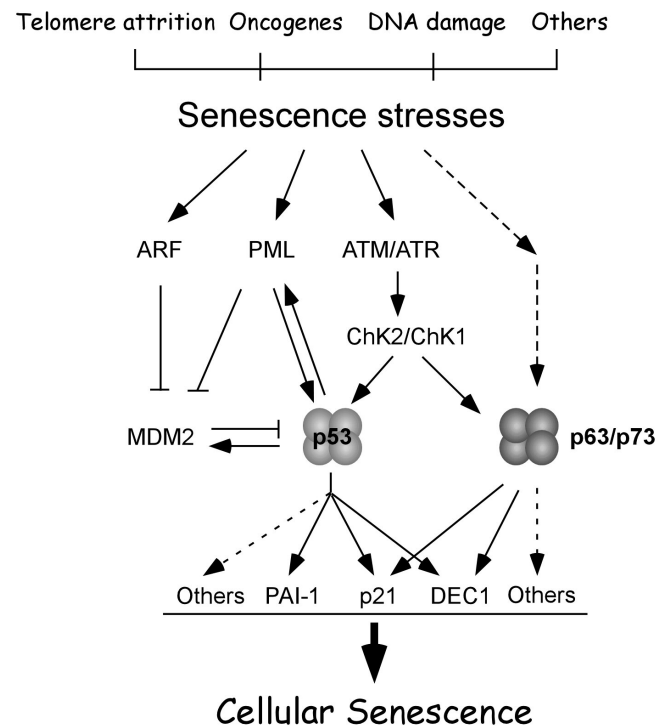 Telomere attrition Oncogenes DNA damage Others
Senescence stresses
ARF PML ATM/ATR
ChK2/ChK1
MDM2 p53 p63/p73
Others PAI-1 p21 DEC1 Others
Cellular Senescence